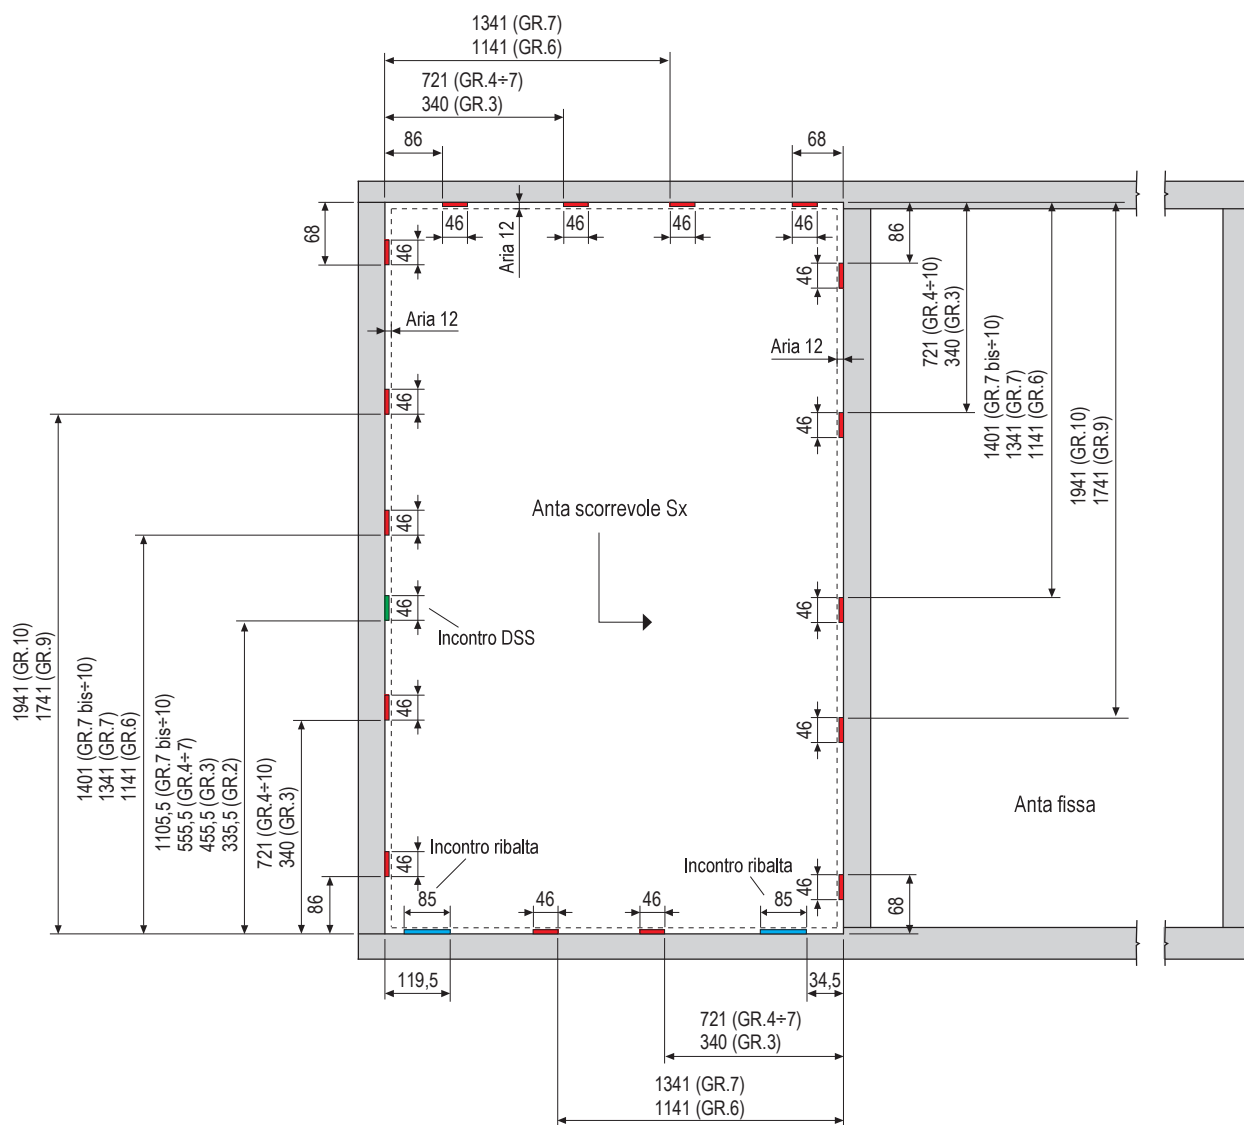 1341 (GR.7)
1141 (GR.6)
721 (GR.4÷7)
340 (GR.3)
86
68
46
46
46
46
Aria 12
68
46
86
46
Aria 12
Aria 12
721 (GR.4÷10)
340 (GR.3)
1401 (GR.7 bis÷10)
1341 (GR.7)
1141 (GR.6)
1941 (GR.10)
1741 (GR.9)
46
46
46
Anta scorrevole Sx
46
Incontro DSS
46
46
46
1941 (GR.10)
1741 (GR.9)
1401 (GR.7 bis÷10)
1341 (GR.7)
1141 (GR.6)
1105,5 (GR.7 bis÷10)
555,5 (GR.4÷7)
455,5 (GR.3)
335,5 (GR.2)
721 (GR.4÷10)
340 (GR.3)
Anta fissa
Incontro ribalta
Incontro ribalta
46
86
85
46
46
85
46
68
119,5
34,5
721 (GR.4÷7)
340 (GR.3)
1341 (GR.7)
1141 (GR.6)